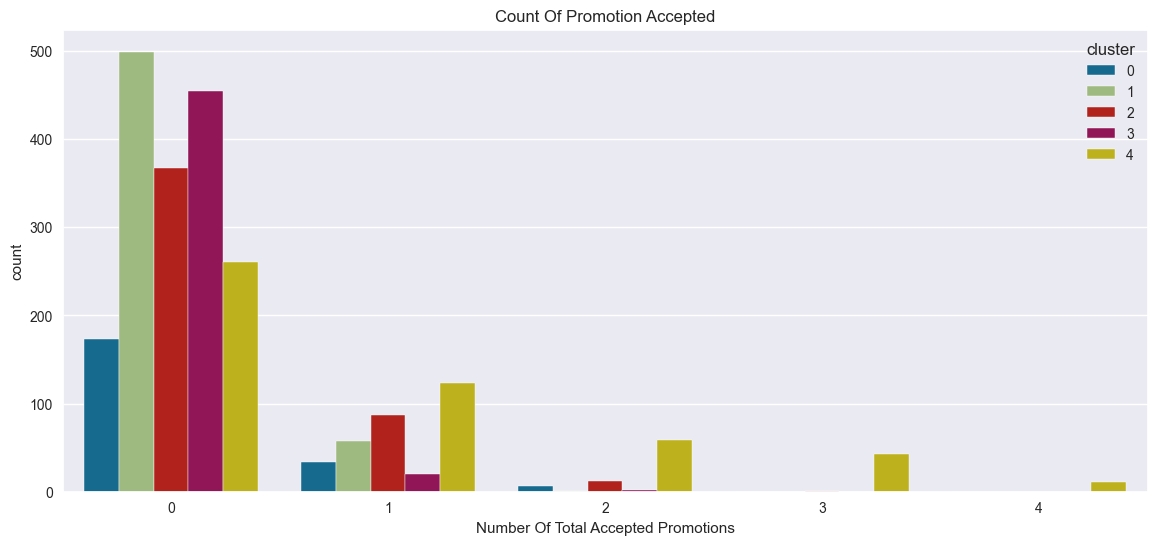 Count Of Promotion Accepted
cluster
0
1
2
3
4
500
400
300
200
100
0
count
0 1 2 3 4
Number Of Total Accepted Promotions